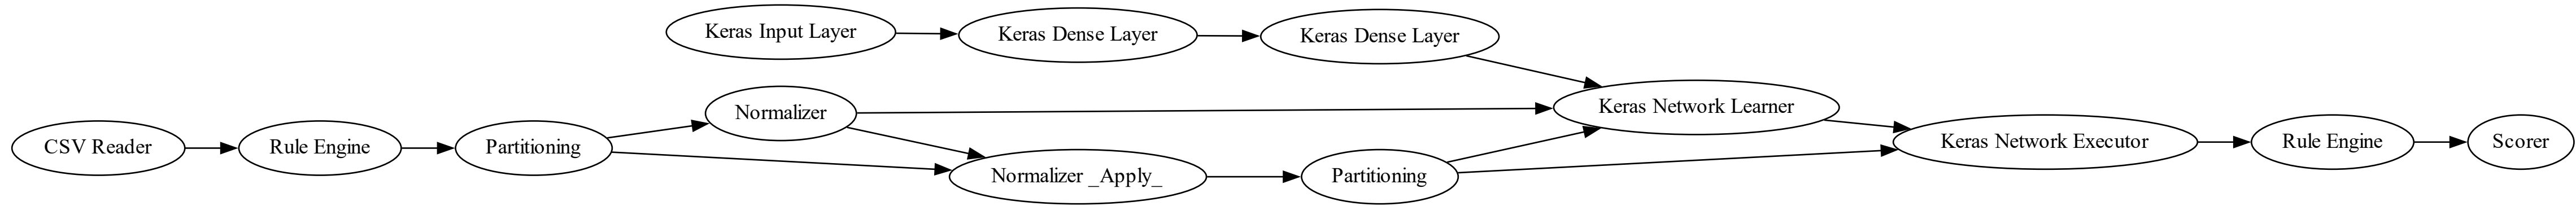 Keras Input Layer
Keras Dense Layer
Keras Dense Layer
Normalizer
Keras Network Learner
CSV Reader
Rule Engine
Partitioning
Keras Network Executor
Rule Engine
Scorer
Normalizer _Apply_
Partitioning